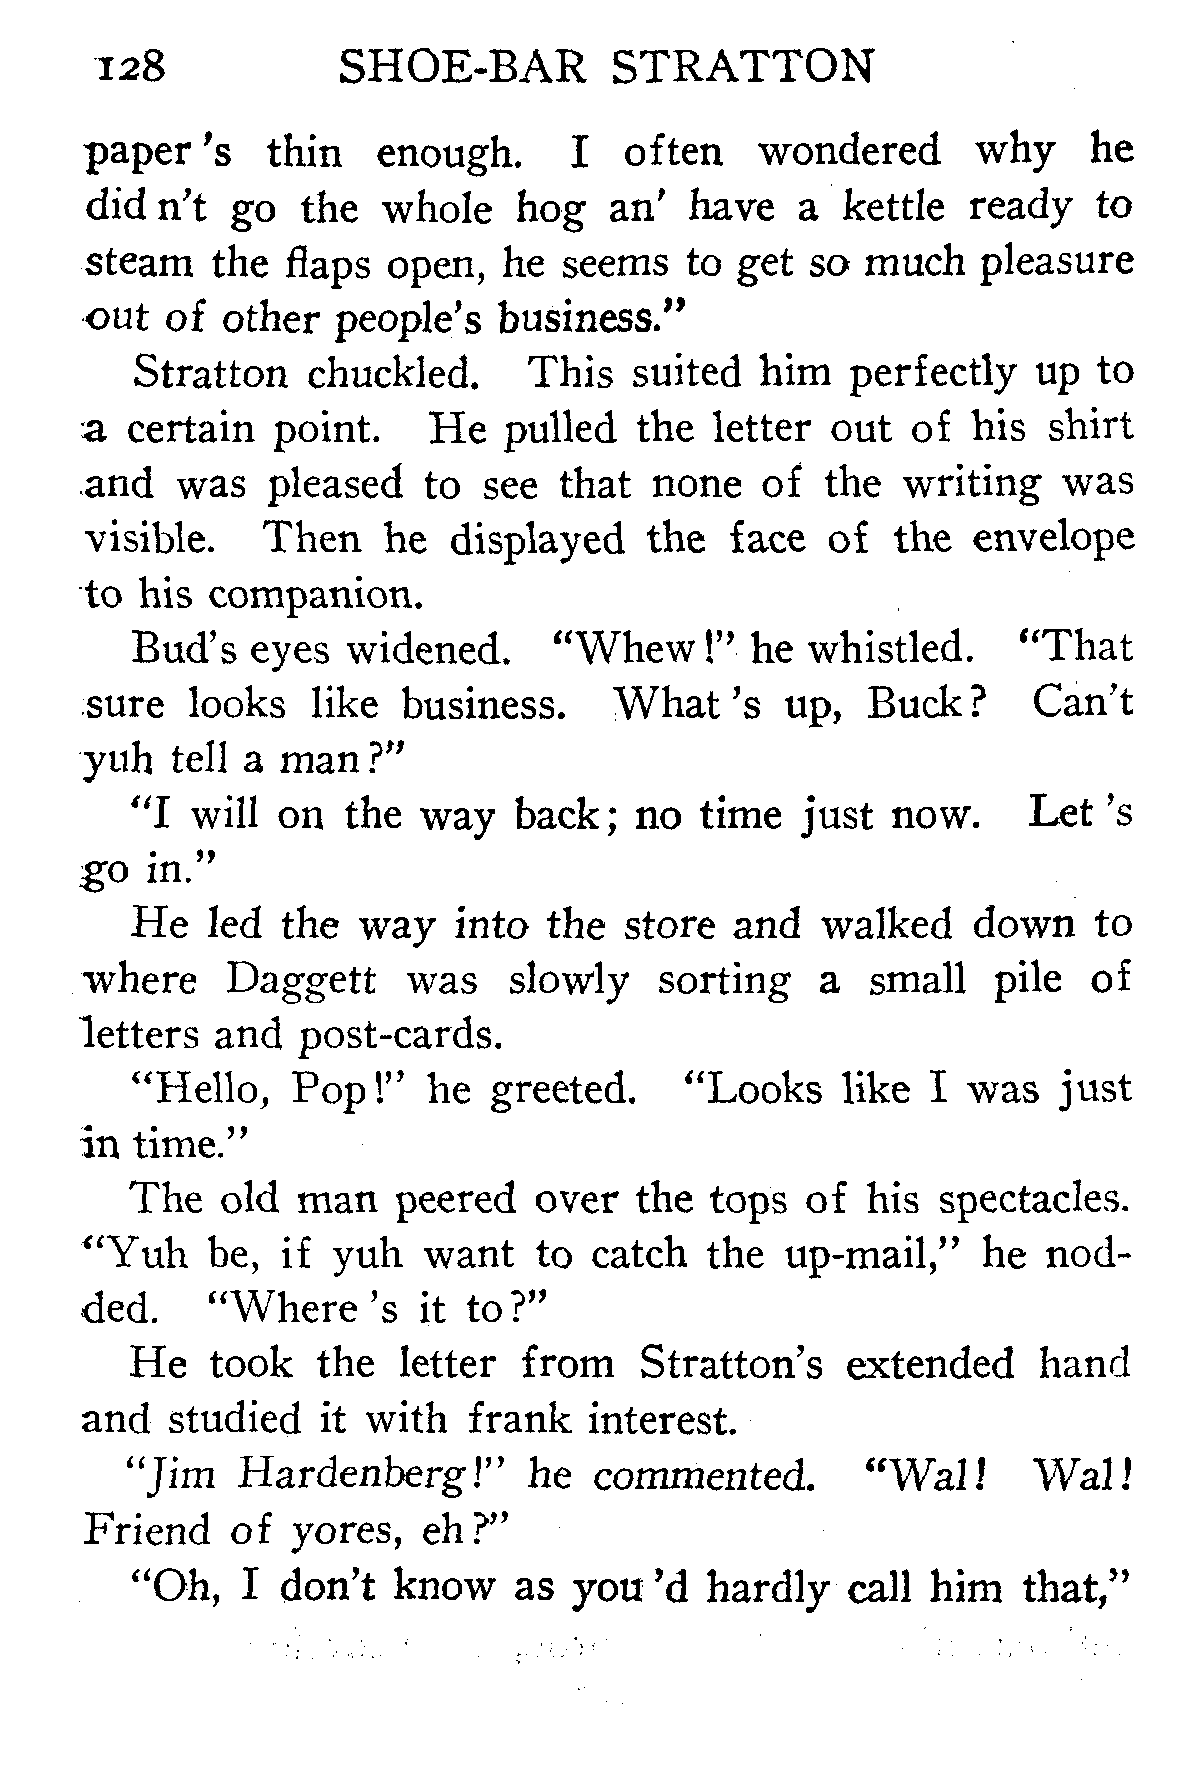 128 SHOE-BAR STRATTON
paper's thin enough. I often wondered why he
did n't go the whole hog an' have a kettle ready to
steam the flaps open, he seems to get so much pleasure
out of other people's business."
Stratton chuckled. This suited him perfectly up to
a certain point. He pulled the letter out of his shirt
and was pleased to see that none of the writing was
visible. Then he displayed the face of the envelope
to his companion.
Bud's eyes widened. "Whew!" he whistled. "That
sure looks like business. What 's up, Buck? Can't
yuh tell a man?"
"I will on the way back; no time just now. Let 's
go in."
He led the way into the store and walked down to
where Daggett was slowly sorting a small pile of
letters and post-cards.
"Hello, Pop!" he greeted. "Looks like I was just
in time."
The old man peered over the tops of his spectacles.
"Yuh be, if yuh want to catch the up-mail," he nod-
ded. "Where 's it to?"
He took the letter from Stratton's extended hand
and studied it with frank interest.
"Jim Hardenberg!" he commented. "Wal! Wal!
Friend of yores, eh?"
"Oh, I don't know as you 'd hardly call him that,"